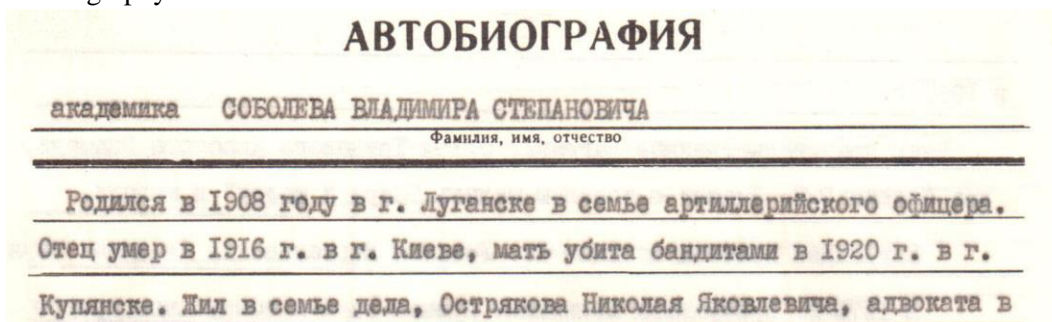 АВТОБИОГРАФИЯ
академика СОБОЛЕВА ВЛАДИМИРА СТЕПАНОВИЧА
Фамилия, имя, отчество
Родился в 1908 году в г. Луганске в семье артиллерийского офицера.
Отец умер в 1916 г. в г. Киеве, мать убита бандитами в 1920 г. в г.
Купянске. Жил в семье деда, Острякова Николая Яковлевича, адвоката в